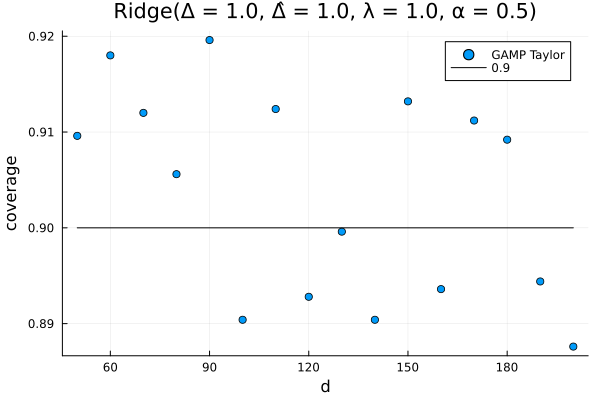 Ridge(Δ = 1.0, Δ̂ = 1.0, λ = 1.0, α = 0.5)
0.92
0.91
0.90
0.89
coverage
GAMP Taylor
0.9
60 90 120 150 180
d